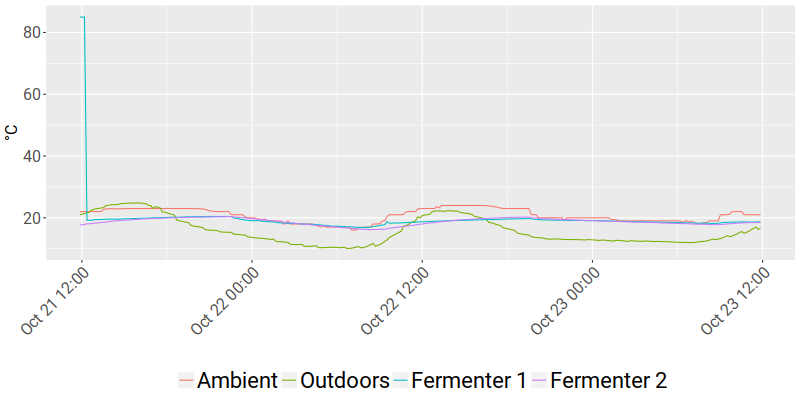 80
60
40
20
°C
Oct 21 12:00
Oct 22 00:00
Oct 22 12:00
Oct 23 00:00
Oct 23 12:00
Ambient Outdoors Fermenter 1 Fermenter 2